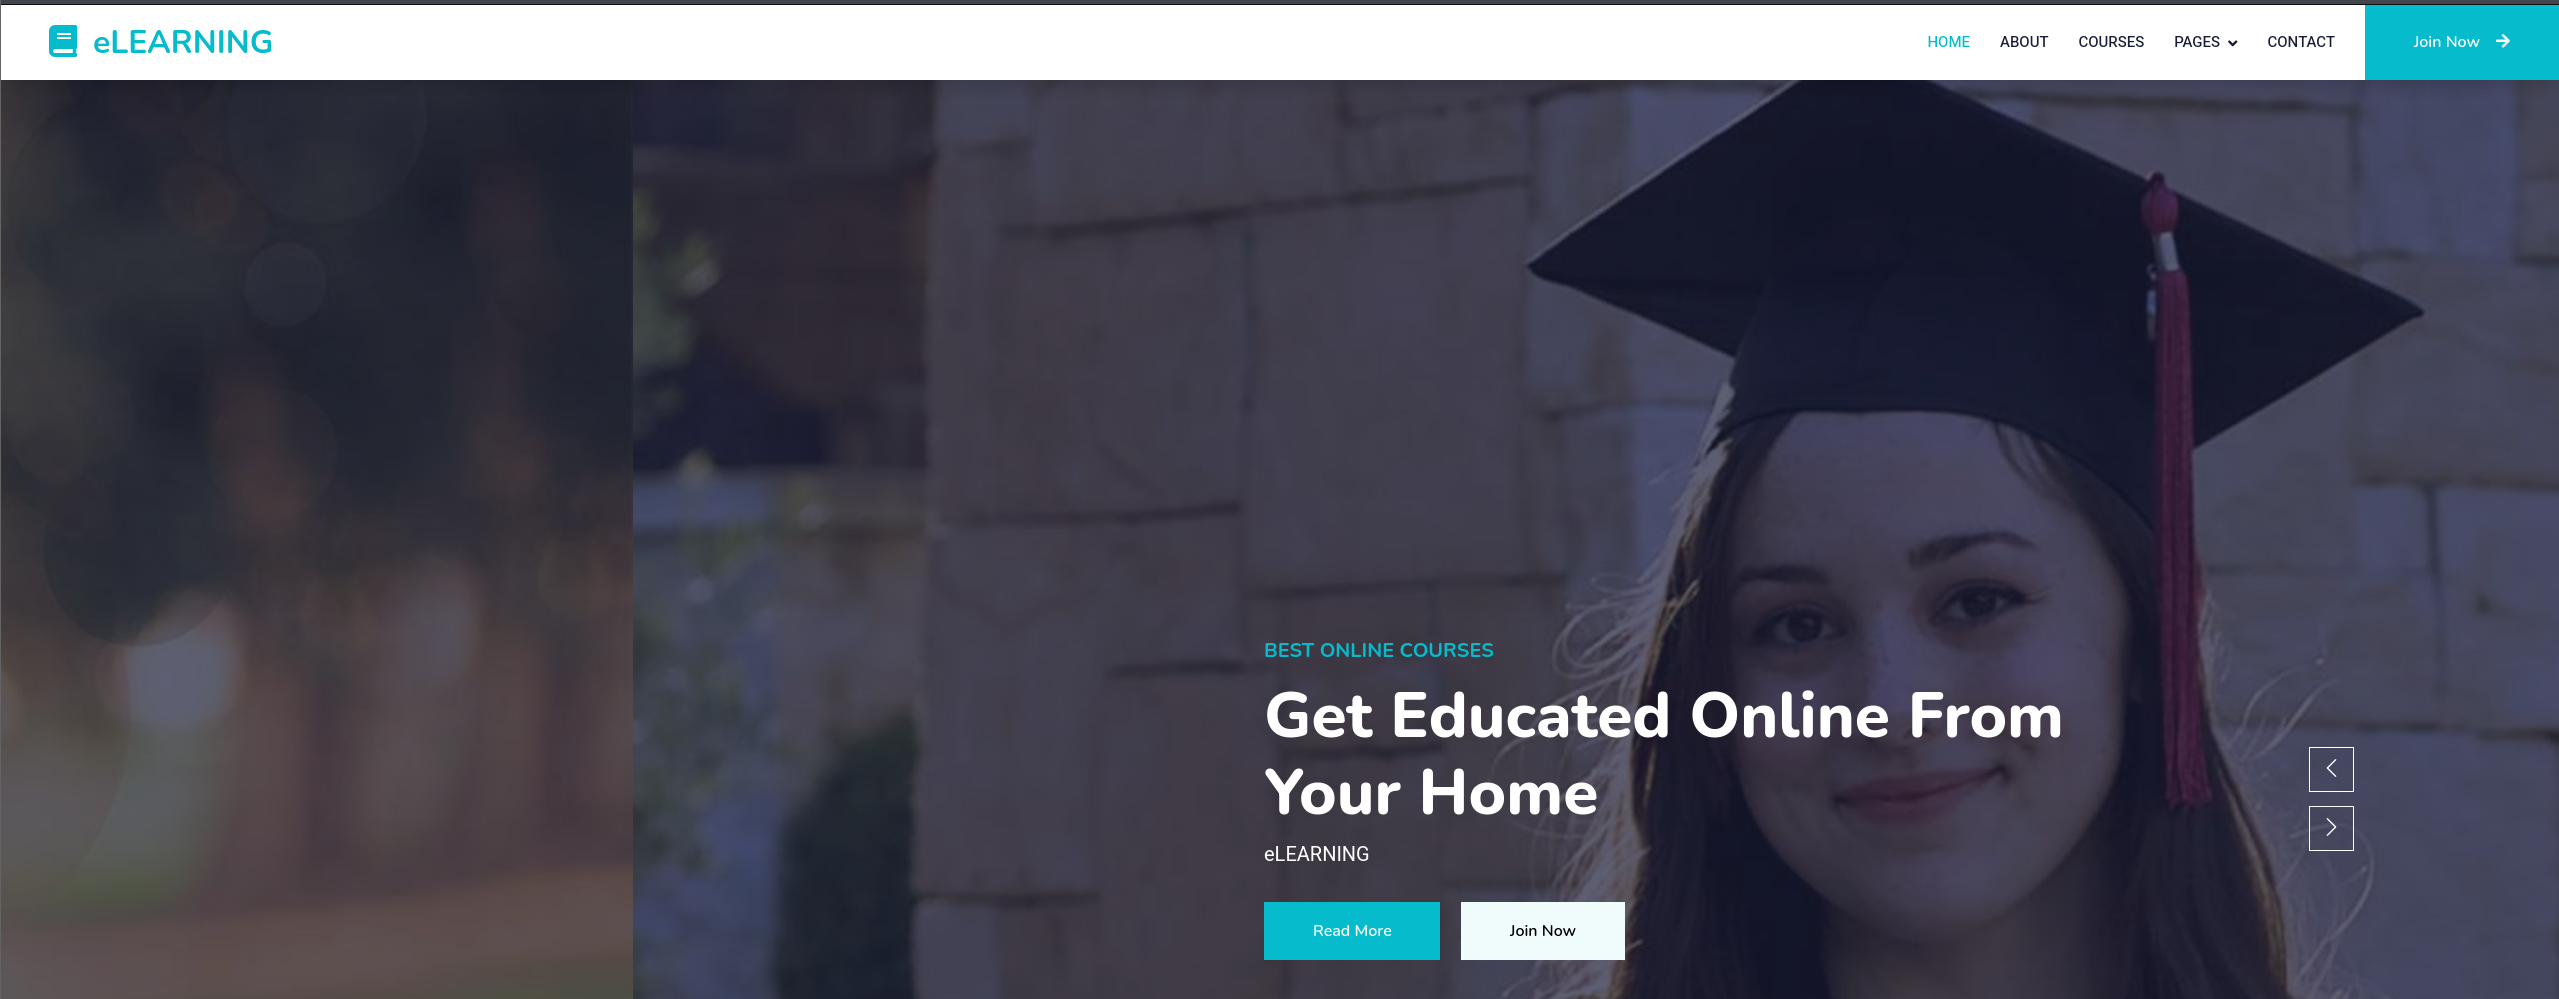 eLEARNING
HOME ABOUT COURSES PAGES CONTACT Join Now
BEST ONLINE COURSES
Get Educated Online From
Your Home
eLEARNING
Read More Join Now